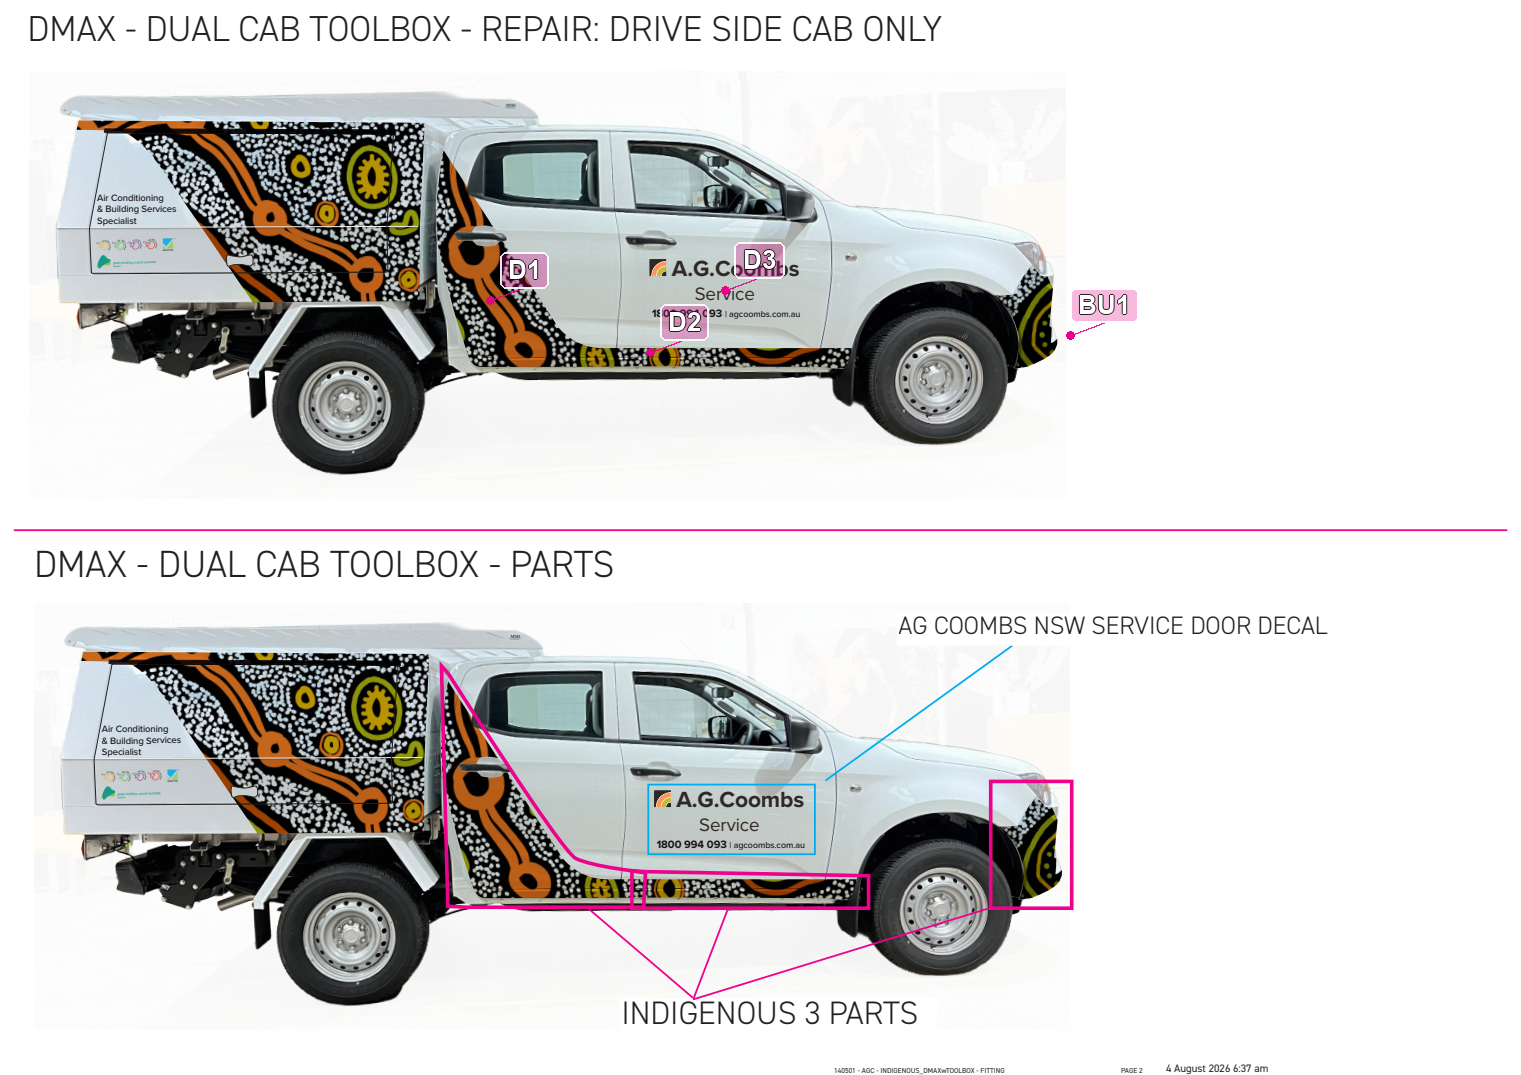 DMAX - DUAL CAB TOOLBOX - REPAIR: DRIVE SIDE CAB ONLY
Air Conditioning
& Building Services
Specialist
D1
A.G.Coombs
D3
Service
D2
093 | agcoombs.com.au
BU1
DMAX - DUAL CAB TOOLBOX - PARTS
AG COOMBS NSW SERVICE DOOR DECAL
Air Conditioning
& Building Services
Specialist
A.G.Coombs
Service
1800 994 093 | agcoombs.com.au
INDIGENOUS 3 PARTS
140501 - AGC - INDIGENOUS_DMAXwTOOLBOX - FITTING
PAGE 2
4 August 2026 6:37 am